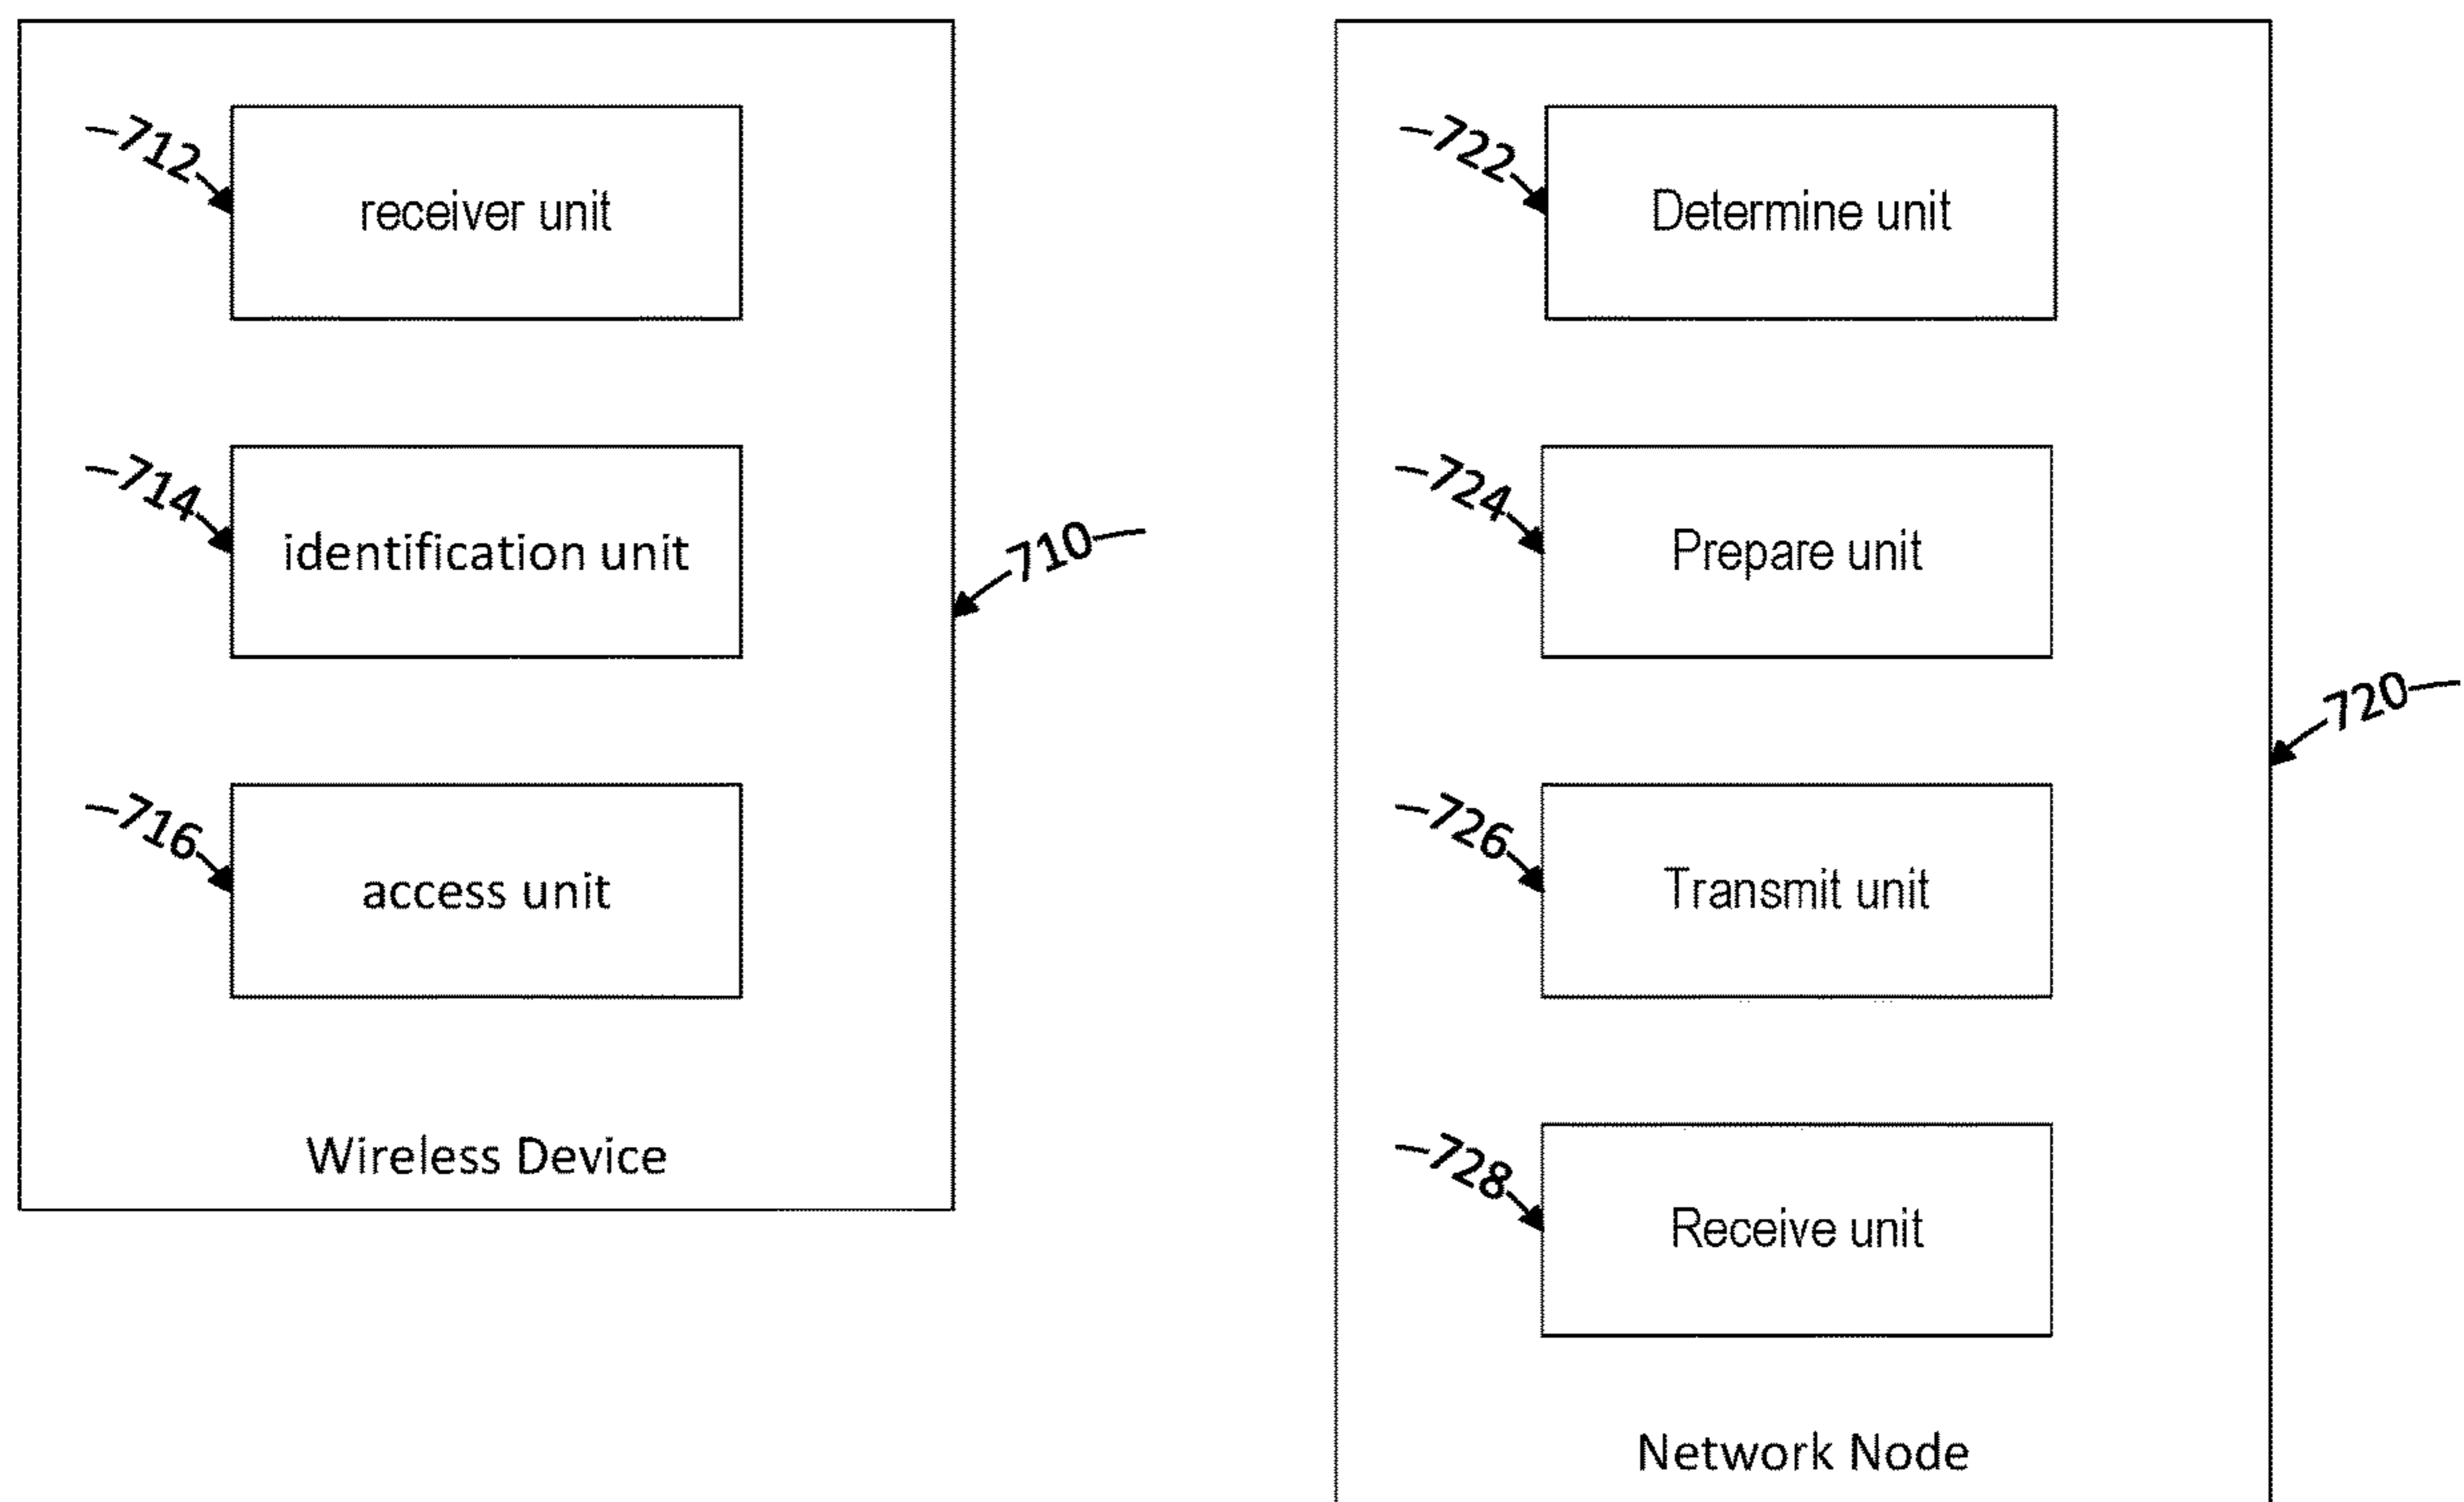 712
receiver unit
714
identification unit
710
716
access unit
Wireless Device
722
Determine unit
724
Prepare unit
720
726
Transmit unit
728
Receive unit
Network Node